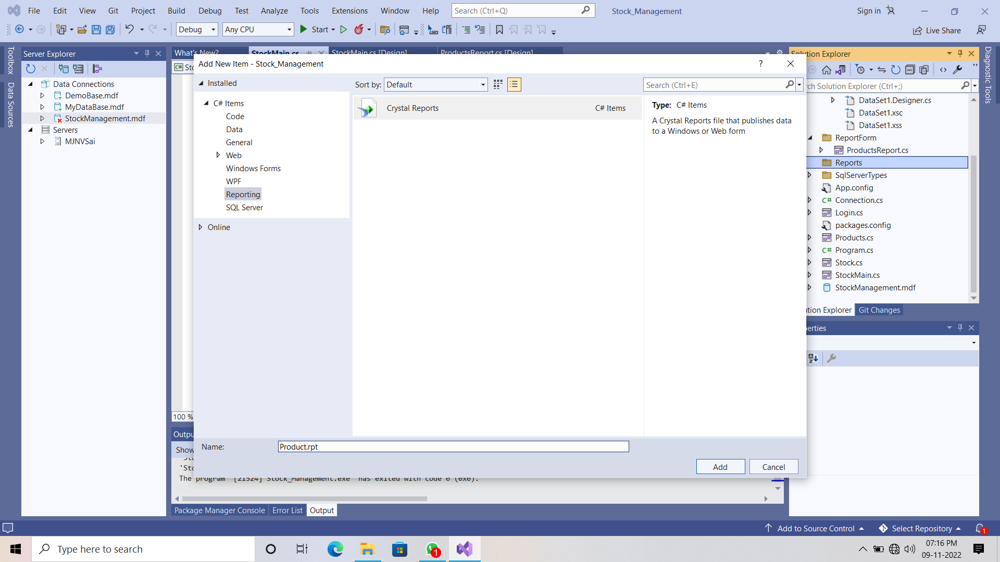 File Edit View Git Project Build Debug Test Analyze Tools Extensions Window Help Search (Ctrl+Q) Stock_Management Sign in
Debug Any CPU Start Live Share
Toolbox
Data Sources
Server Explorer
Data Connections
DemoBase.mdf
MyDataBase.mdf
StockManagement.mdf
Servers
MJNVSai
What's New? StockMain.cs StockMain.cs [Design] ProductsReport.cs [Design]
C#
Add New Item - Stock_Management ?
Installed
C# Items
Code
Data
General
Web
Windows Forms
WPF
Reporting
SQL Server
Online
Sort by: Default
Search (Ctrl+E)
Crystal Reports C# Items
Type: C# Items
A Crystal Reports file that publishes data
to a Windows or Web form
Name: Product.rpt
Add Cancel
100 %
Show
'Sto
The program '[21524] Stock_Management.exe' has exited with code 0 (0x0).
Package Manager Console Error List Output
Solution Explorer
rch Solution Explorer (Ctrl+;)
DataSet1.Designer.cs
DataSet1.xsc
DataSet1.xss
ReportForm
ProductsReport.cs
Reports
SqlServerTypes
App.config
C# Connection.cs
Login.cs
packages.config
Products.cs
C# Program.cs
Stock.cs
StockMain.cs
StockManagement.mdf
ution Explorer Git Changes
perties
Diagnostic Tools
Add to Source Control Select Repository 1
Type here to search
1
07:16 PM
09-11-2022